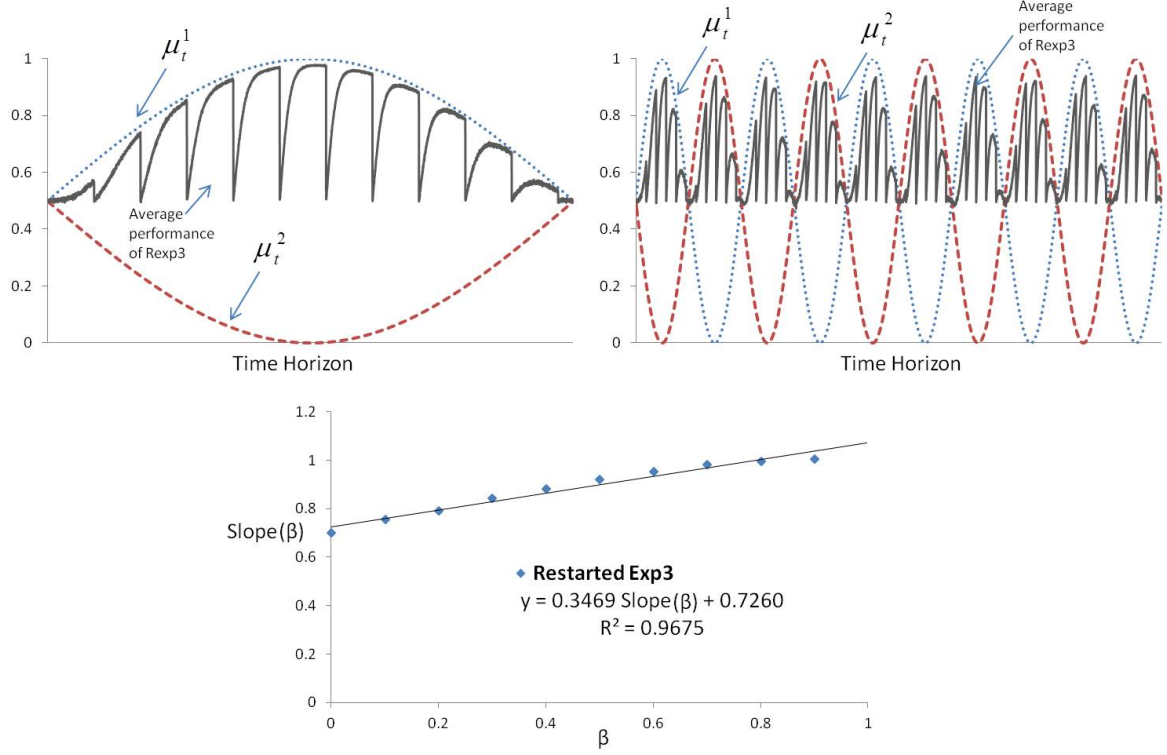 μ_t^1
1
0.8
0.6
0.4
0.2
0
Average
performance
of Rexp3
μ_t^2
Time Horizon
Average
performance
of Rexp3
μ_t^1
μ_t^2
1
0.8
0.6
0.4
0.2
0
Time Horizon
1.2
1
0.8
Slope(β)
0.6
0.4
0.2
0
Restarted Exp3
y = 0.3469 Slope(β) + 0.7260
R² = 0.9675
0 0.2 0.4 0.6 0.8 1
β